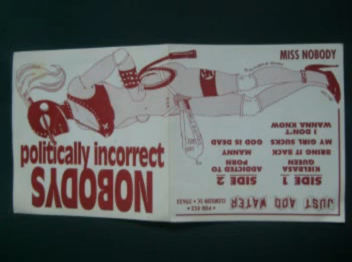 MISS NOBODY
politically incorrect
NOBODYS
JUST ADD WATER
SIDE 1
KIELBASA
QUEEN
BRING IT BACK
MY GIRL SUCKS
I DON'T
WANNA KNOW
SIDE 2
ADDICTED TO
PORN
MANNY
GOD IS DEAD